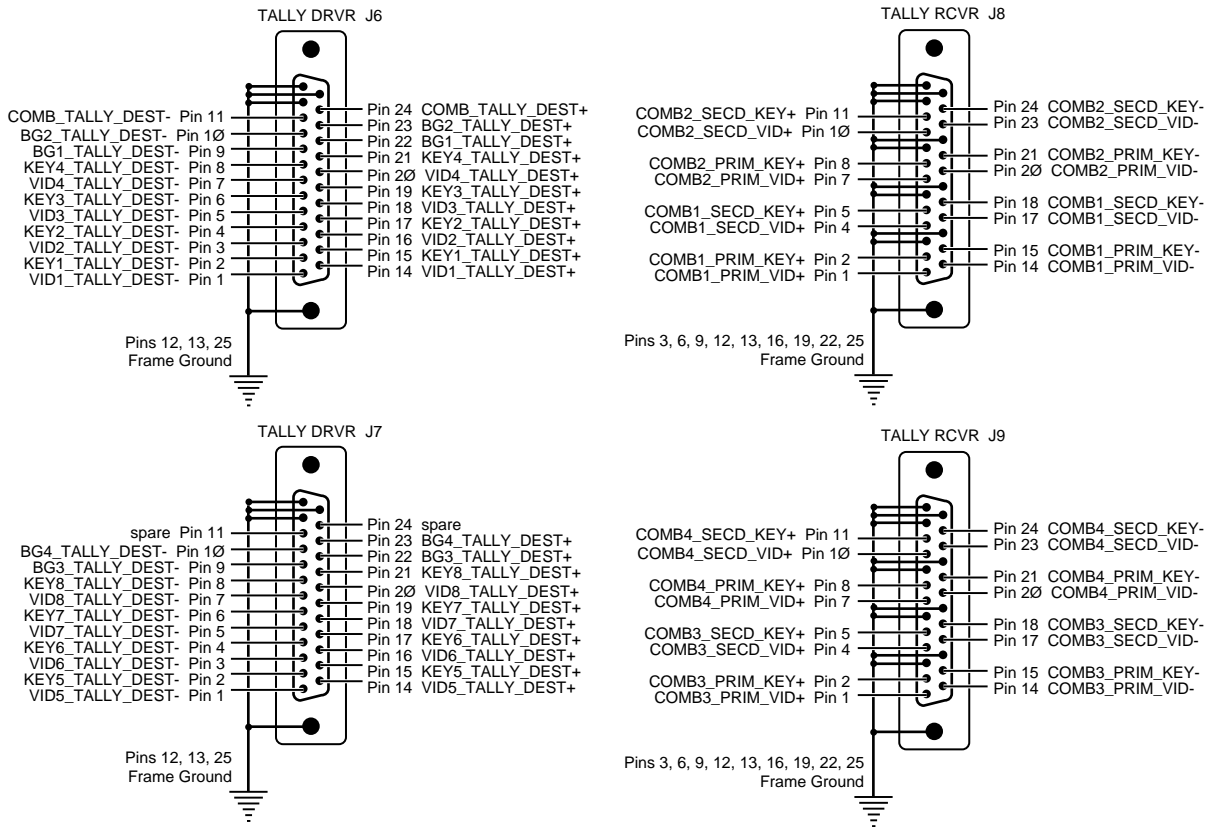 TALLY DRVR J6
COMB_TALLY_DEST- Pin 11
BG2_TALLY_DEST- Pin 1Ø
BG1_TALLY_DEST- Pin 9
KEY4_TALLY_DEST- Pin 8
VID4_TALLY_DEST- Pin 7
KEY3_TALLY_DEST- Pin 6
VID3_TALLY_DEST- Pin 5
KEY2_TALLY_DEST- Pin 4
VID2_TALLY_DEST- Pin 3
KEY1_TALLY_DEST- Pin 2
VID1_TALLY_DEST- Pin 1
Pin 24 COMB_TALLY_DEST+
Pin 23 BG2_TALLY_DEST+
Pin 22 BG1_TALLY_DEST+
Pin 21 KEY4_TALLY_DEST+
Pin 2Ø VID4_TALLY_DEST+
Pin 19 KEY3_TALLY_DEST+
Pin 18 VID3_TALLY_DEST+
Pin 17 KEY2_TALLY_DEST+
Pin 16 VID2_TALLY_DEST+
Pin 15 KEY1_TALLY_DEST+
Pin 14 VID1_TALLY_DEST+
Pins 12, 13, 25
Frame Ground
TALLY RCVR J8
COMB2_SECD_KEY+ Pin 11
COMB2_SECD_VID+ Pin 1Ø
COMB2_PRIM_KEY+ Pin 8
COMB2_PRIM_VID+ Pin 7
COMB1_SECD_KEY+ Pin 5
COMB1_SECD_VID+ Pin 4
COMB1_PRIM_KEY+ Pin 2
COMB1_PRIM_VID+ Pin 1
Pin 24 COMB2_SECD_KEY-
Pin 23 COMB2_SECD_VID-
Pin 21 COMB2_PRIM_KEY-
Pin 2Ø COMB2_PRIM_VID-
Pin 18 COMB1_SECD_KEY-
Pin 17 COMB1_SECD_VID-
Pin 15 COMB1_PRIM_KEY-
Pin 14 COMB1_PRIM_VID-
Pins 3, 6, 9, 12, 13, 16, 19, 22, 25
Frame Ground
TALLY DRVR J7
spare Pin 11
BG4_TALLY_DEST- Pin 1Ø
BG3_TALLY_DEST- Pin 9
KEY8_TALLY_DEST- Pin 8
VID8_TALLY_DEST- Pin 7
KEY7_TALLY_DEST- Pin 6
VID7_TALLY_DEST- Pin 5
KEY6_TALLY_DEST- Pin 4
VID6_TALLY_DEST- Pin 3
KEY5_TALLY_DEST- Pin 2
VID5_TALLY_DEST- Pin 1
Pin 24 spare
Pin 23 BG4_TALLY_DEST+
Pin 22 BG3_TALLY_DEST+
Pin 21 KEY8_TALLY_DEST+
Pin 2Ø VID8_TALLY_DEST+
Pin 19 KEY7_TALLY_DEST+
Pin 18 VID7_TALLY_DEST+
Pin 17 KEY6_TALLY_DEST+
Pin 16 VID6_TALLY_DEST+
Pin 15 KEY5_TALLY_DEST+
Pin 14 VID5_TALLY_DEST+
Pins 12, 13, 25
Frame Ground
TALLY RCVR J9
COMB4_SECD_KEY+ Pin 11
COMB4_SECD_VID+ Pin 1Ø
COMB4_PRIM_KEY+ Pin 8
COMB4_PRIM_VID+ Pin 7
COMB3_SECD_KEY+ Pin 5
COMB3_SECD_VID+ Pin 4
COMB3_PRIM_KEY+ Pin 2
COMB3_PRIM_VID+ Pin 1
Pin 24 COMB4_SECD_KEY-
Pin 23 COMB4_SECD_VID-
Pin 21 COMB4_PRIM_KEY-
Pin 2Ø COMB4_PRIM_VID-
Pin 18 COMB3_SECD_KEY-
Pin 17 COMB3_SECD_VID-
Pin 15 COMB3_PRIM_KEY-
Pin 14 COMB3_PRIM_VID-
Pins 3, 6, 9, 12, 13, 16, 19, 22, 25
Frame Ground